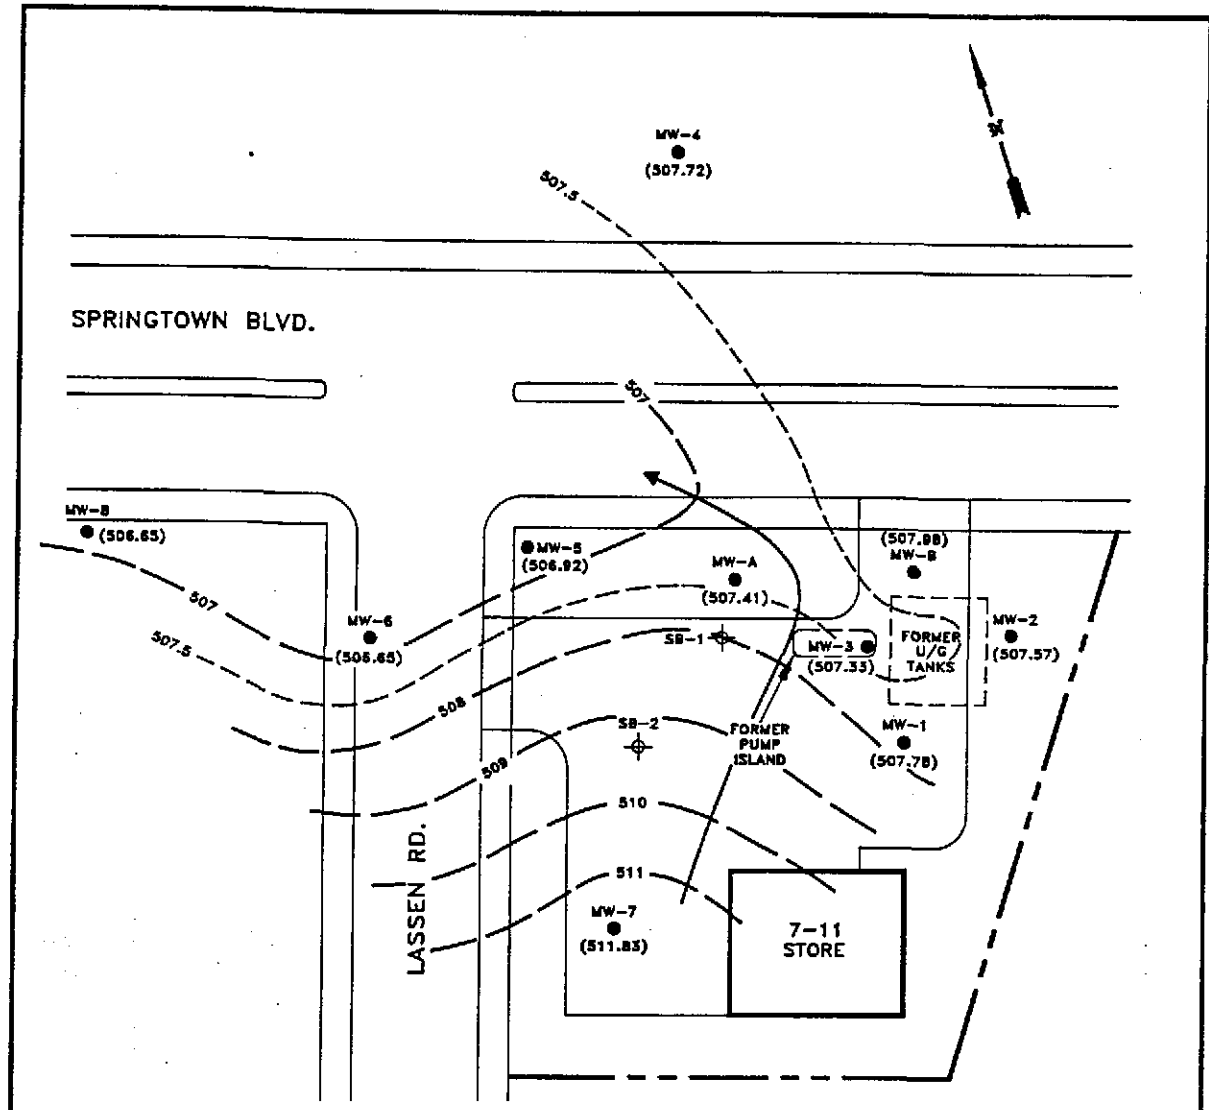 MW-4
(507.72)
N
507.5
SPRINGTOWN BLVD.
507
MW-8
(506.65)
MW-5
(506.92)
MW-A
(507.41)
(507.98)
MW-B
507
507.5
MW-6
(506.65)
SB-1
MW-3
(507.33)
FORMER
U/G
TANKS
MW-2
(507.57)
508
SB-2
FORMER
PUMP
ISLAND
MW-1
(507.78)
509
510
511
LASSEN RD.
MW-7
(511.83)
7-11
STORE